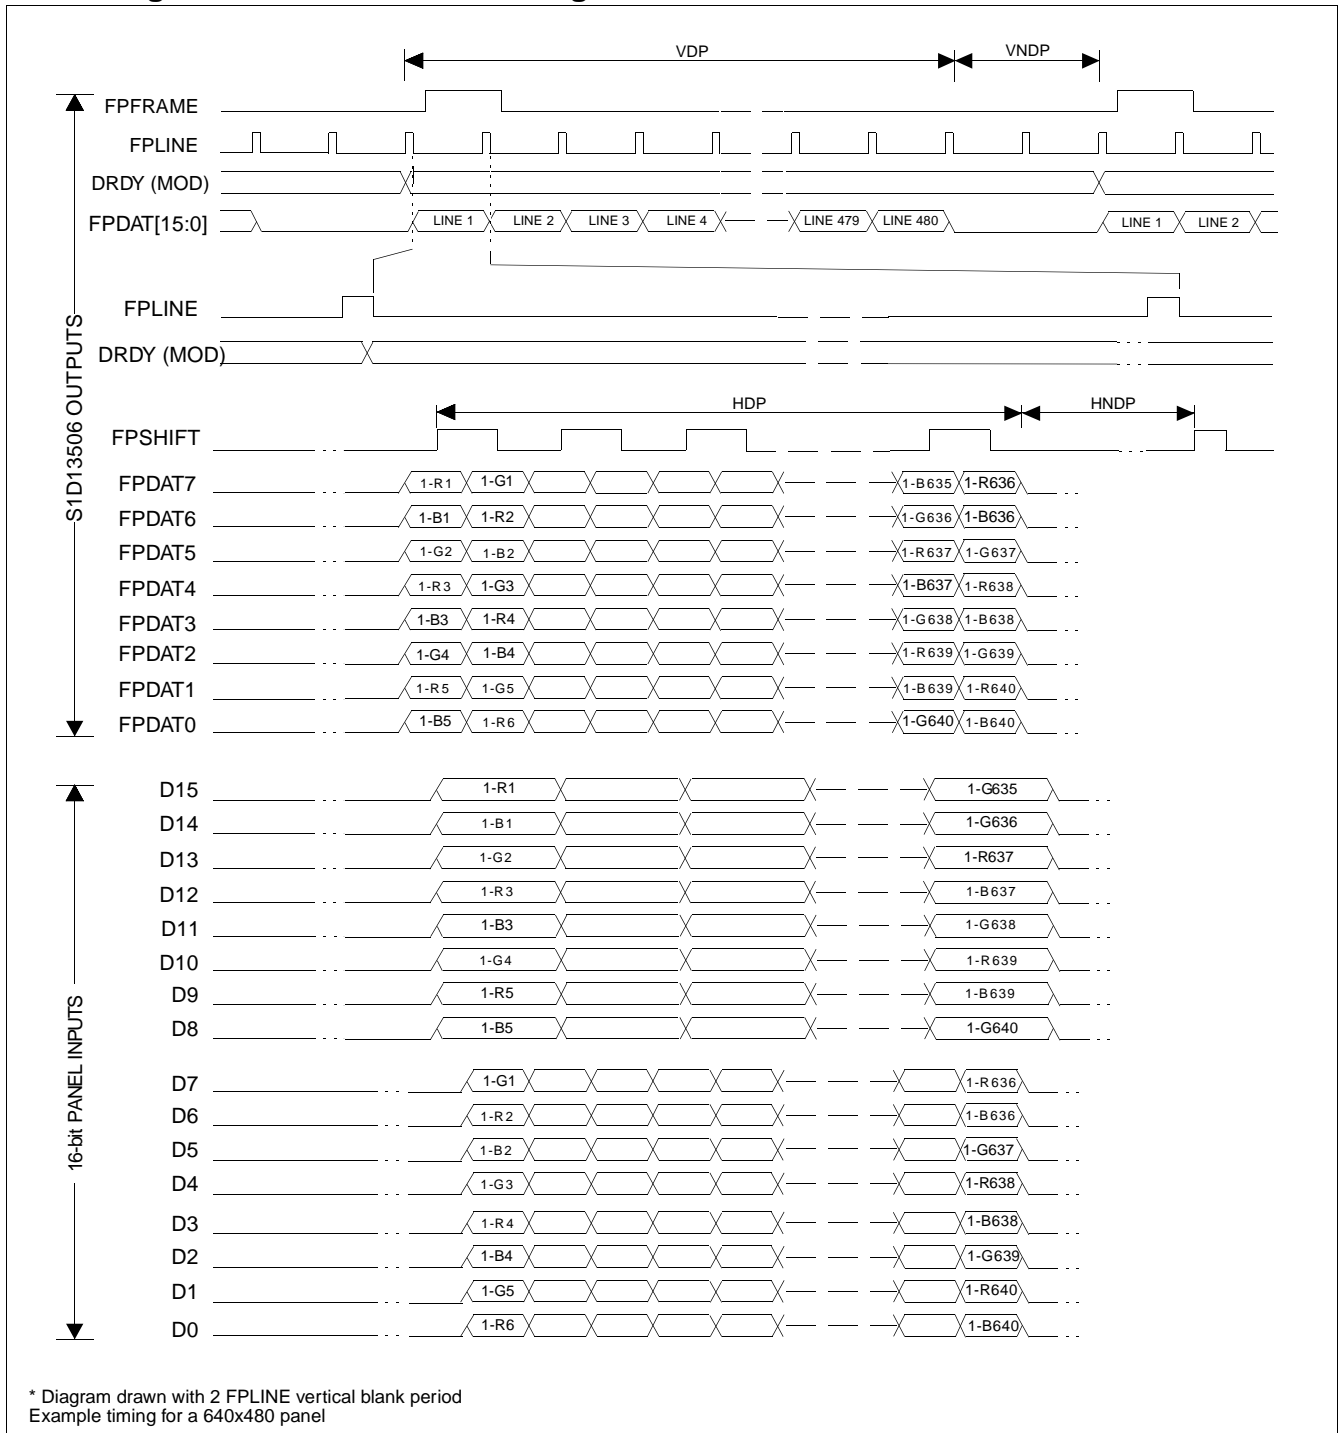 VDP VNDP
FPFRAME
FPLINE
DRDY (MOD)
FPDAT[15:0] LINE 1 LINE 2 LINE 3 LINE 4 LINE 479 LINE 480 LINE 1 LINE 2
FPLINE
DRDY (MOD)
HDP HNDP
FPSHIFT
FPDAT7 1-R1 1-G1 1-B635 1-R636
FPDAT6 1-B1 1-R2 1-G636 1-B636
FPDAT5 1-G2 1-B2 1-R637 1-G637
FPDAT4 1-R3 1-G3 1-B637 1-R638
FPDAT3 1-B3 1-R4 1-G638 1-B638
FPDAT2 1-G4 1-B4 1-R639 1-G639
FPDAT1 1-R5 1-G5 1-B639 1-R640
FPDAT0 1-B5 1-R6 1-G640 1-B640
S1D13506 OUTPUTS
D15 1-R1 1-G635
D14 1-B1 1-G636
D13 1-G2 1-R637
D12 1-R3 1-B637
D11 1-B3 1-G638
D10 1-G4 1-R639
D9 1-R5 1-B639
D8 1-B5 1-G640
D7 1-G1 1-R636
D6 1-R2 1-B636
D5 1-B2 1-G637
D4 1-G3 1-R638
D3 1-R4 1-B638
D2 1-B4 1-G639
D1 1-G5 1-R640
D0 1-R6 1-B640
16-bit PANEL INPUTS
* Diagram drawn with 2 FPLINE vertical blank period
Example timing for a 640x480 panel